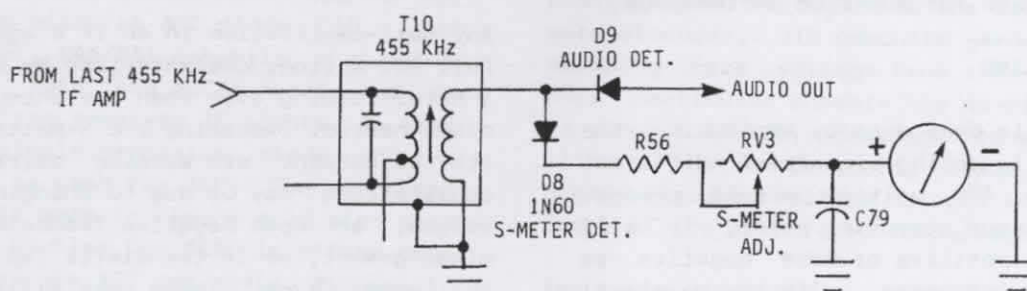 T10
455 KHz
D9
AUDIO DET.
FROM LAST 455 KHz
IF AMP
AUDIO OUT
R56
RV3
+
-
D8
1N60
S-METER DET.
S-METER
ADJ.
C79